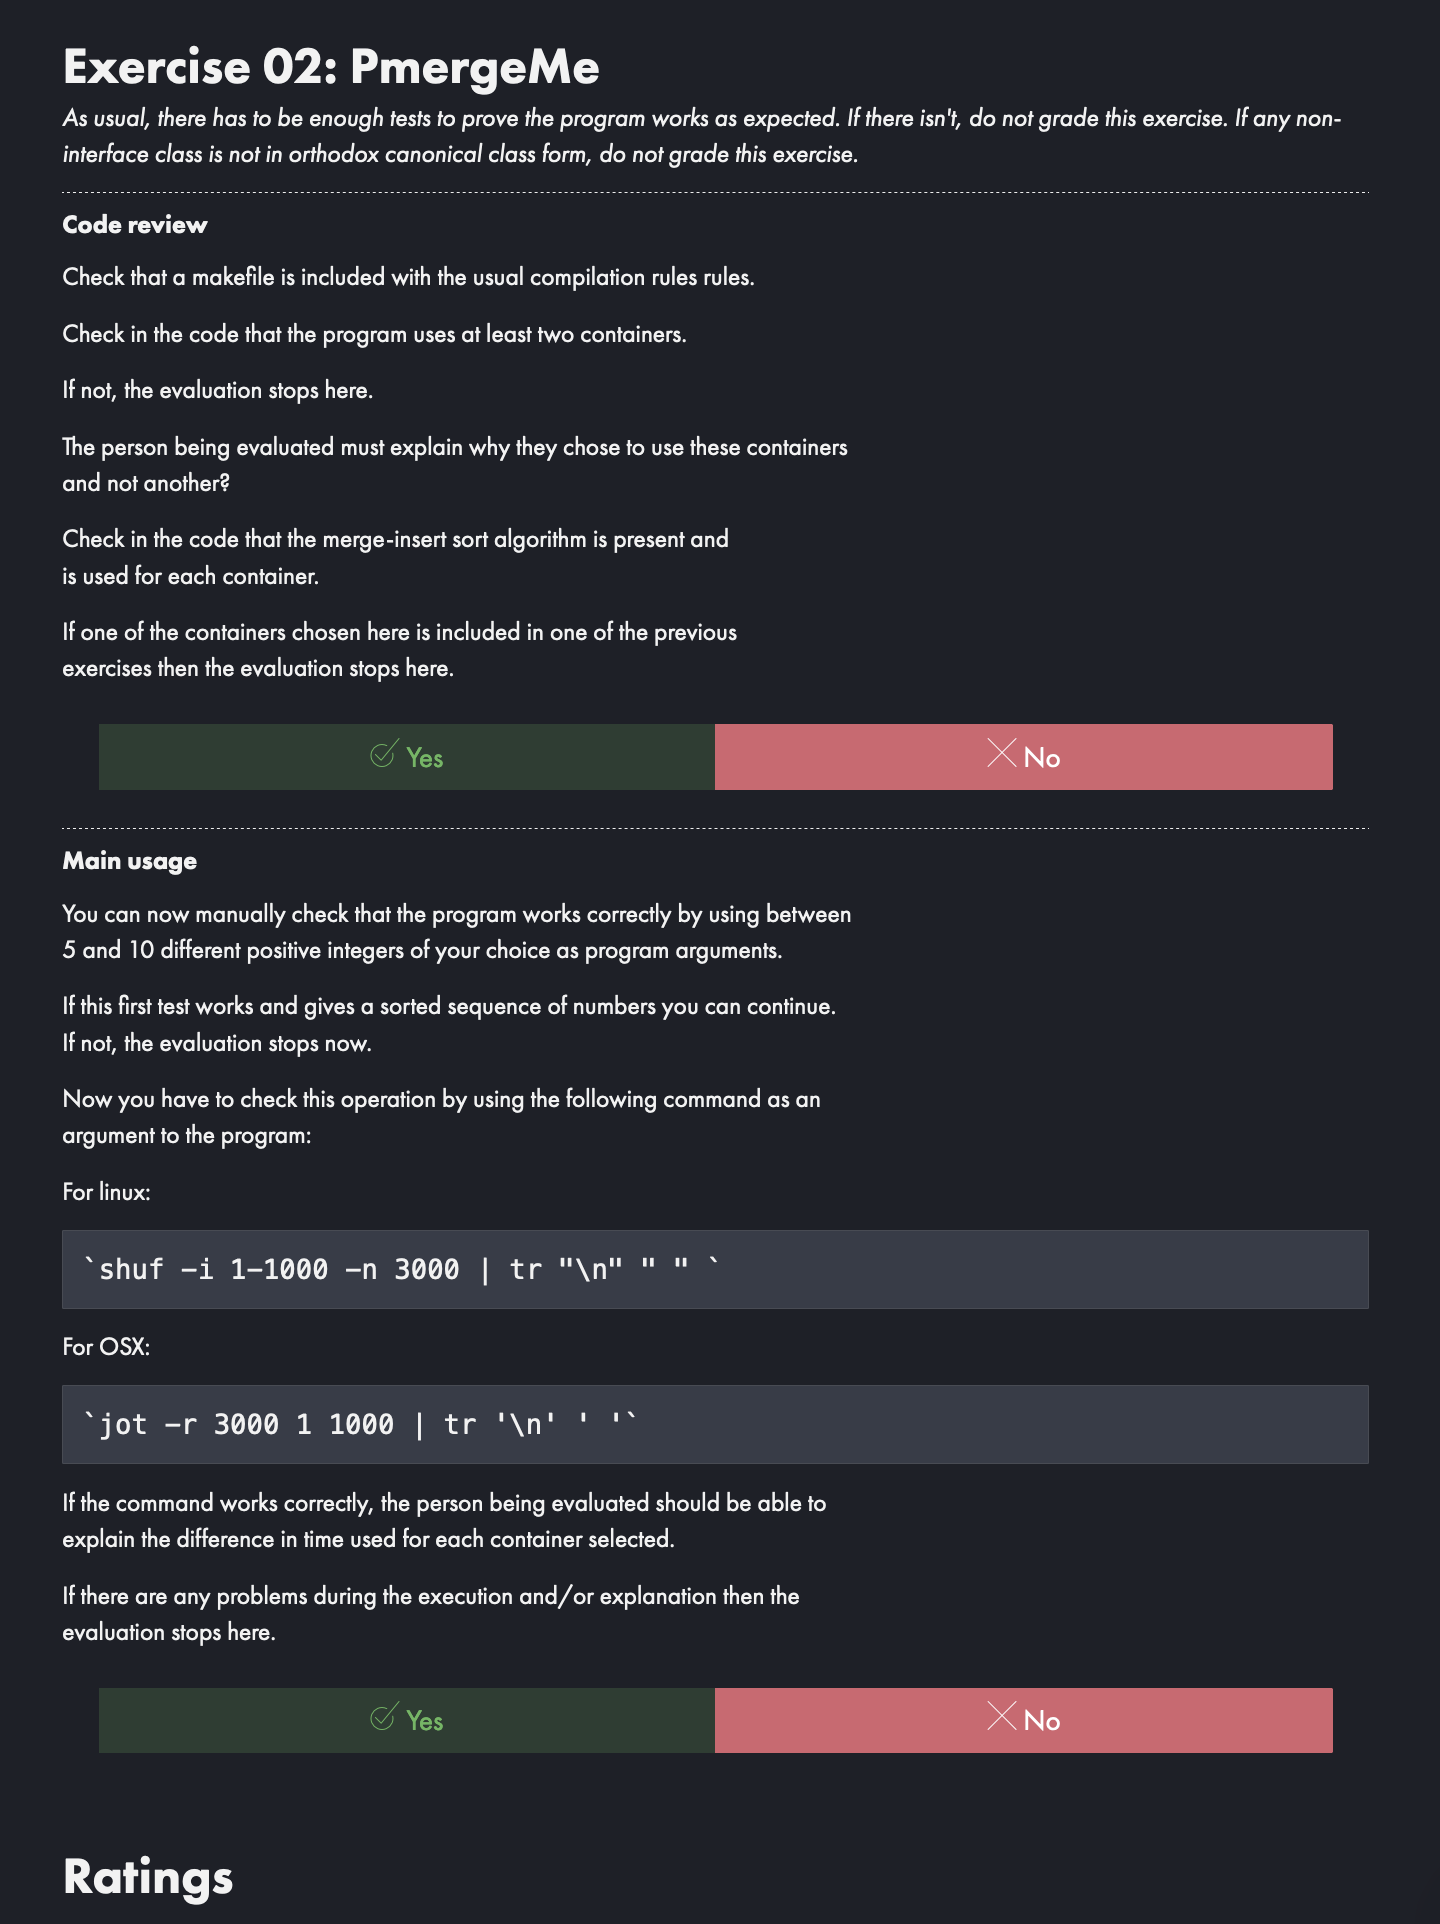 Exercise 02: PmergeMe
As usual, there has to be enough tests to prove the program works as expected. If there isn't, do not grade this exercise. If any non-
interface class is not in orthodox canonical class form, do not grade this exercise.
Code review
Check that a makefile is included with the usual compilation rules rules.
Check in the code that the program uses at least two containers.
If not, the evaluation stops here.
The person being evaluated must explain why they chose to use these containers
and not another?
Check in the code that the merge-insert sort algorithm is present and
is used for each container.
If one of the containers chosen here is included in one of the previous
exercises then the evaluation stops here.
Yes
No
Main usage
You can now manually check that the program works correctly by using between
5 and 10 different positive integers of your choice as program arguments.
If this first test works and gives a sorted sequence of numbers you can continue.
If not, the evaluation stops now.
Now you have to check this operation by using the following command as an
argument to the program:
For linux:
`shuf -i 1-1000 -n 3000 | tr "\n" " " `
For OSX:
`jot -r 3000 1 1000 | tr '\n' ' '`
If the command works correctly, the person being evaluated should be able to
explain the difference in time used for each container selected.
If there are any problems during the execution and/or explanation then the
evaluation stops here.
Yes
No
Ratings